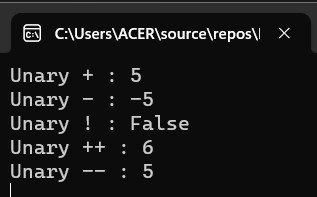 C:\Users\ACER\source\repos\
Unary + : 5
Unary - : -5
Unary ! : False
Unary ++ : 6
Unary -- : 5